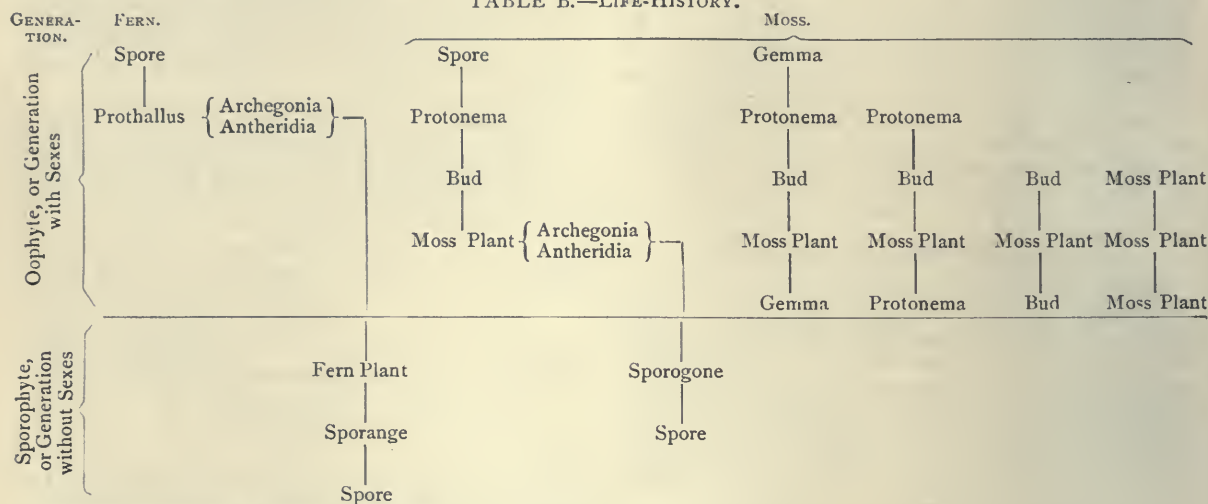 TABLE B.—LIFE-HISTORY.
GENERA-
TION.
FERN.
MOSS.
Oophyte, or Generation
with Sexes
Spore
Spore
Gemma
Prothallus { Archegonia
Antheridia }
Protonema
Protonema
Protonema
Bud
Bud
Bud
Bud
Moss Plant
Moss Plant { Archegonia
Antheridia }
Moss Plant
Moss Plant
Moss Plant
Moss Plant
Gemma
Protonema
Bud
Moss Plant
Sporophyte,
or Generation
without Sexes
Fern Plant
Sporogone
Sporange
Spore
Spore